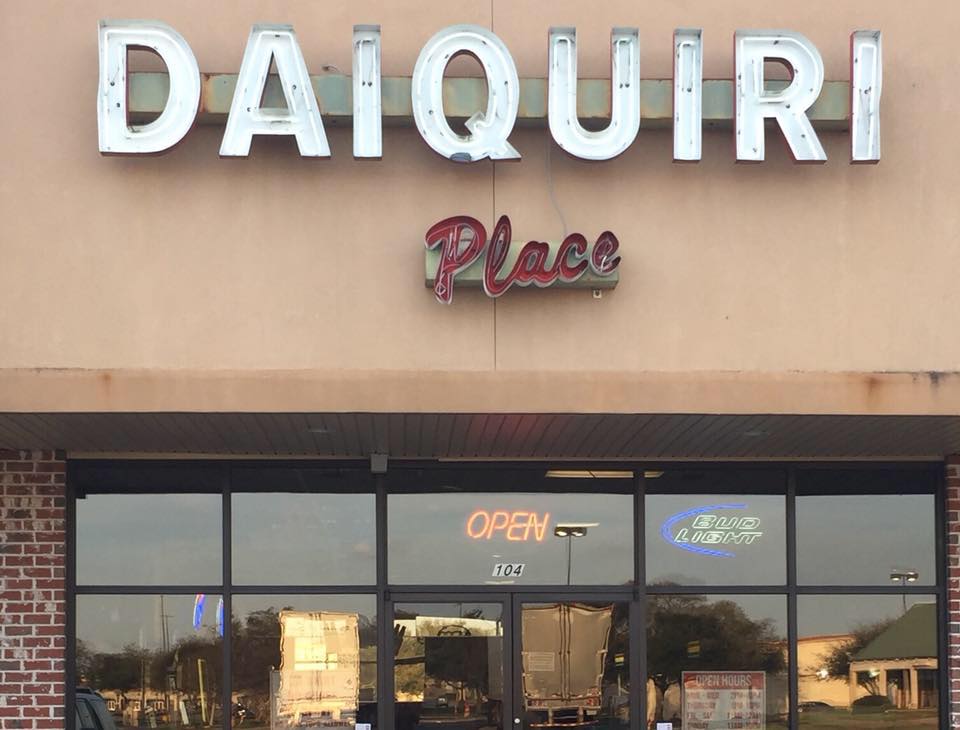 DAIQUIRI
Place
OPEN
BUD
LIGHT
104
OPEN HOURS